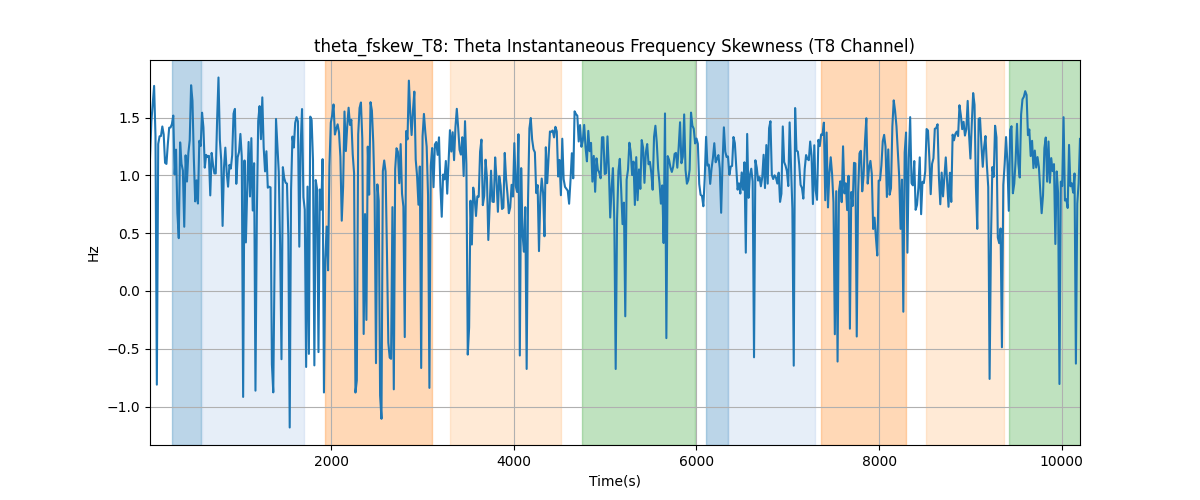 theta_fskew_T8: Theta Instantaneous Frequency Skewness (T8 Channel)
1.5
1.0
0.5
0.0
−0.5
−1.0
Hz
2000 4000 6000 8000 10000
Time(s)